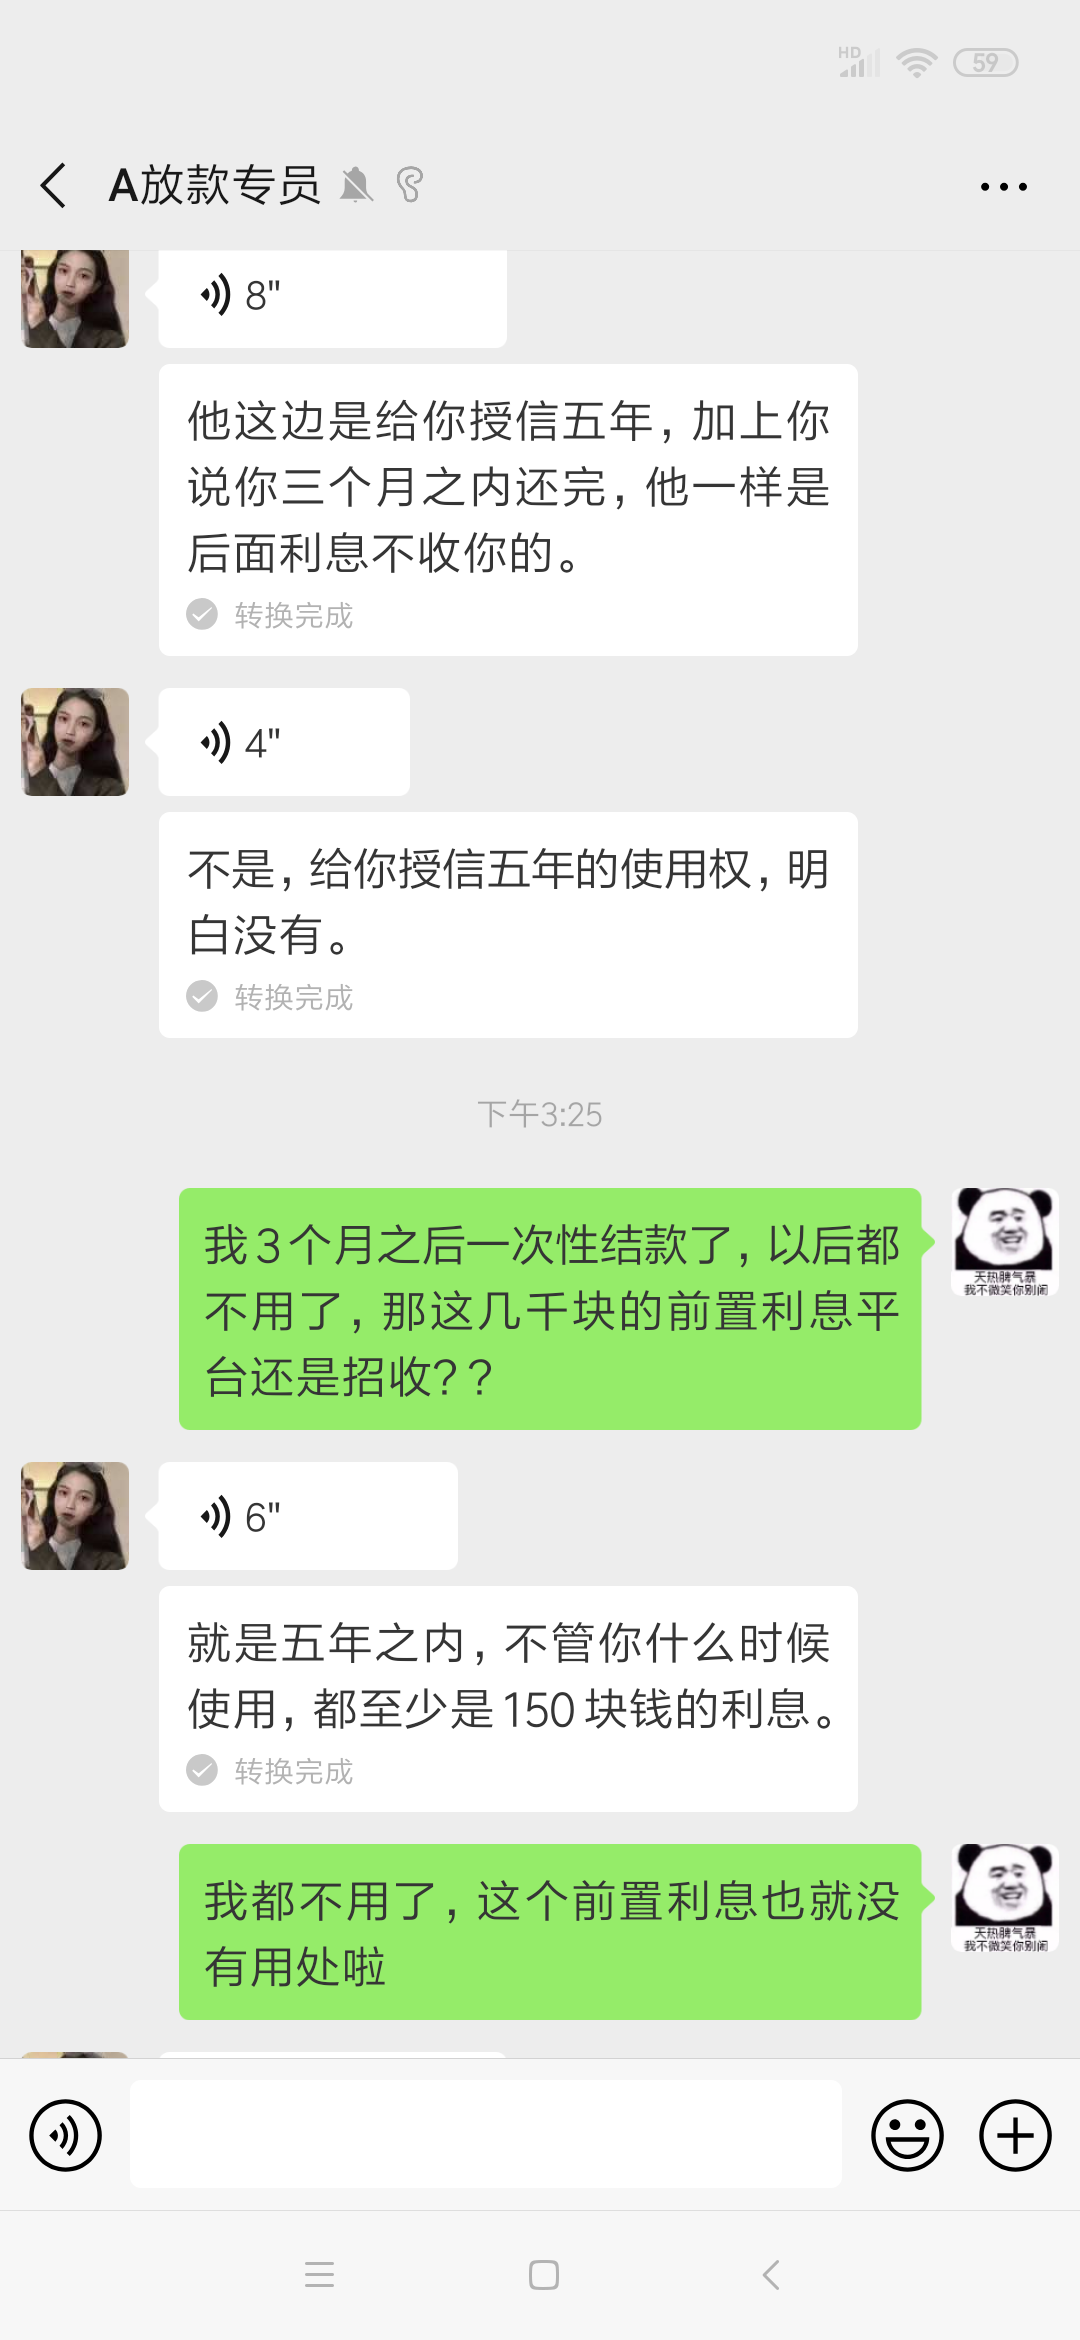 HD
59
A放款专员
8"
他这边是给你授信五年，加上你
说你三个月之内还完，他一样是
后面利息不收你的。
转换完成
4"
不是，给你授信五年的使用权，明
白没有。
转换完成
下午3:25
我3个月之后一次性结款了，以后都
不用了，那这几千块的前置利息平
台还是招收？？
天热脾气暴
我不微笑你别闹
6"
就是五年之内，不管你什么时候
使用，都至少是150块钱的利息。
转换完成
我都不用了，这个前置利息也就没
有用处啦
天热脾气暴
我不微笑你别闹